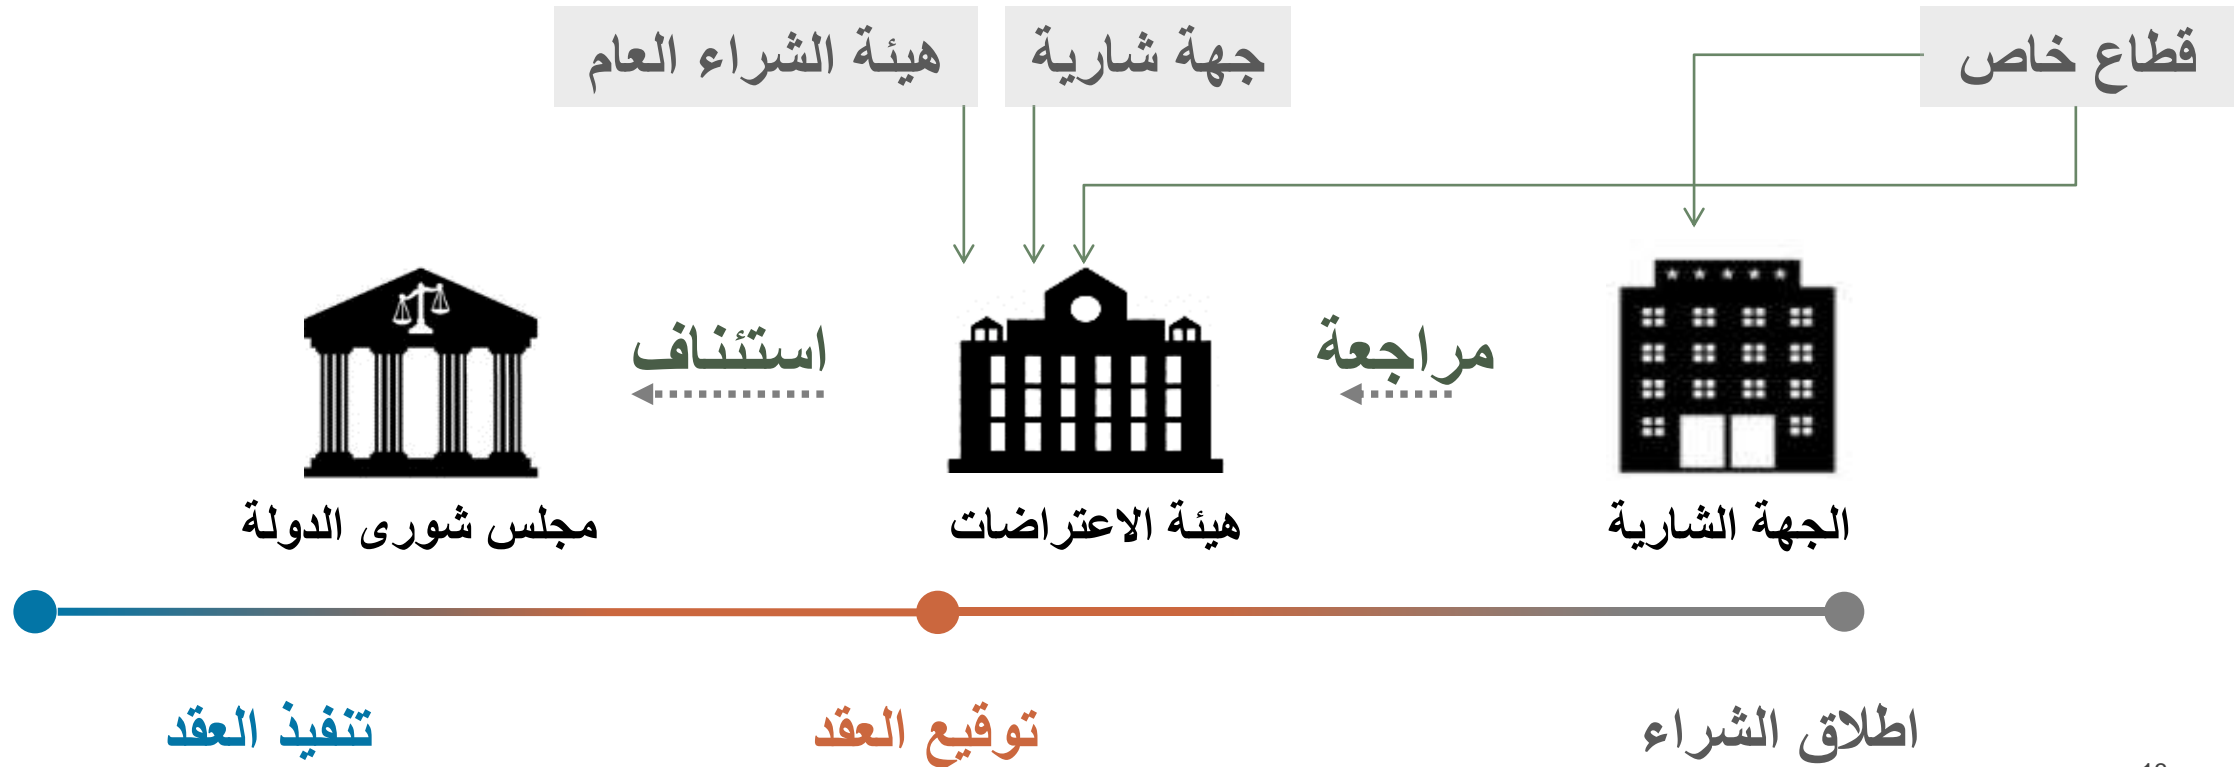 قطاع خاص
جهة شارية
هيئة الشراء العام
مراجعة
استئناف
الجهة الشارية
هيئة الاعتراضات
مجلس شورى الدولة
اطلاق الشراء
توقيع العقد
تنفيذ العقد